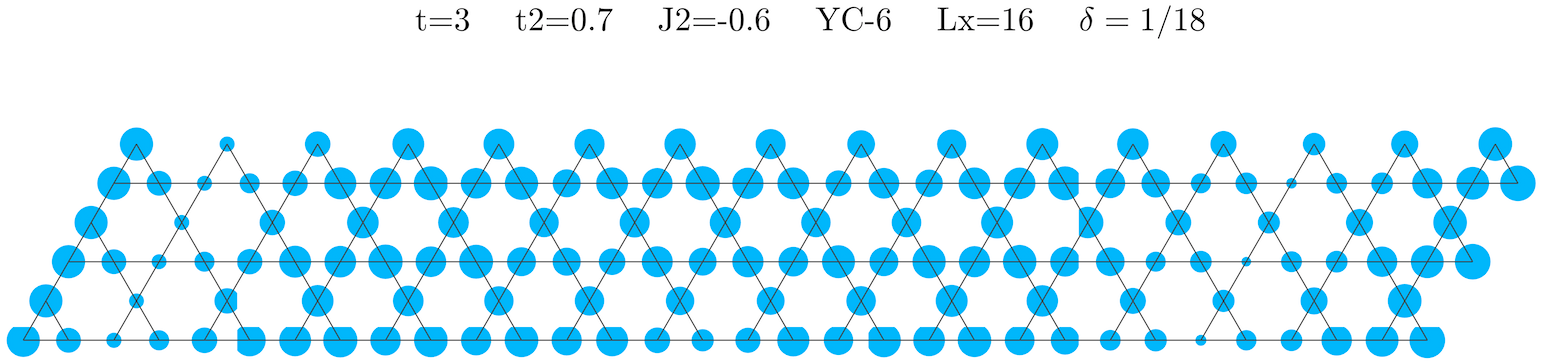 t=3 t2=0.7 J2=-0.6 YC-6 Lx=16 δ = 1/18